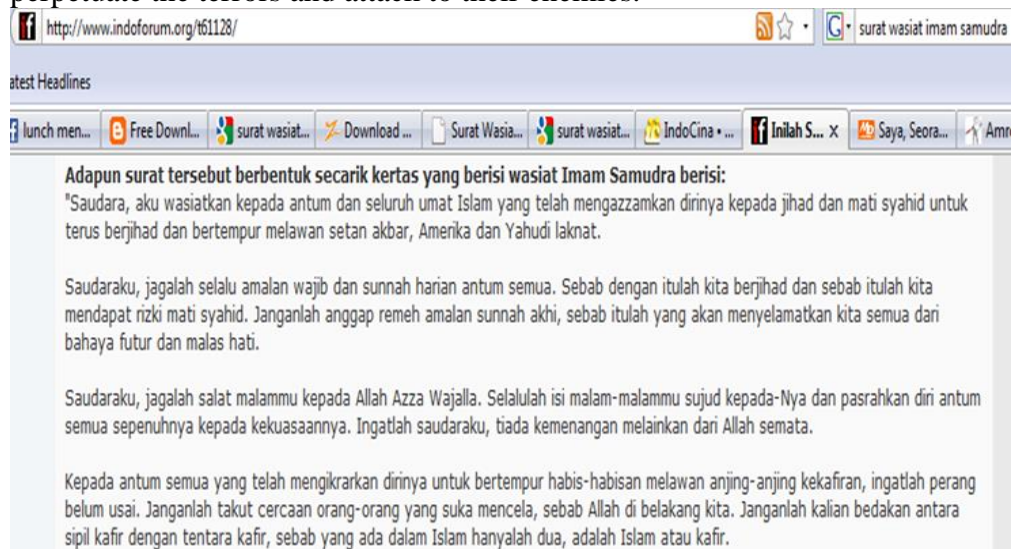 perpetuate the terrors and attack to their enemies.
http://www.indoforum.org/t61128/
surat wasiat imam samudra
atest Headlines
lunch men... Free Downl... surat wasiat... Download ... Surat Wasia... surat wasiat... IndoCina • ... Inilah S... x Saya, Seora... Amr
Adapun surat tersebut berbentuk secarik kertas yang berisi wasiat Imam Samudra berisi:
"Saudara, aku wasiatkan kepada antum dan seluruh umat Islam yang telah mengazzamkan dirinya kepada jihad dan mati syahid untuk
terus berjihad dan bertempur melawan setan akbar, Amerika dan Yahudi laknat.
Saudaraku, jagalah selalu amalan wajib dan sunnah harian antum semua. Sebab dengan itulah kita berjihad dan sebab itulah kita
mendapat rizki mati syahid. Janganlah anggap remeh amalan sunnah akhi, sebab itulah yang akan menyelamatkan kita semua dari
bahaya futur dan malas hati.
Saudaraku, jagalah salat malammu kepada Allah Azza Wajalla. Selalulah isi malam-malammu sujud kepada-Nya dan pasrahkan diri antum
semua sepenuhnya kepada kekuasaannya. Ingatlah saudaraku, tiada kemenangan melainkan dari Allah semata.
Kepada antum semua yang telah mengikrarkan dirinya untuk bertempur habis-habisan melawan anjing-anjing kekafiran, ingatlah perang
belum usai. Janganlah takut cercaan orang-orang yang suka mencela, sebab Allah di belakang kita. Janganlah kalian bedakan antara
sipil kafir dengan tentara kafir, sebab yang ada dalam Islam hanyalah dua, adalah Islam atau kafir.